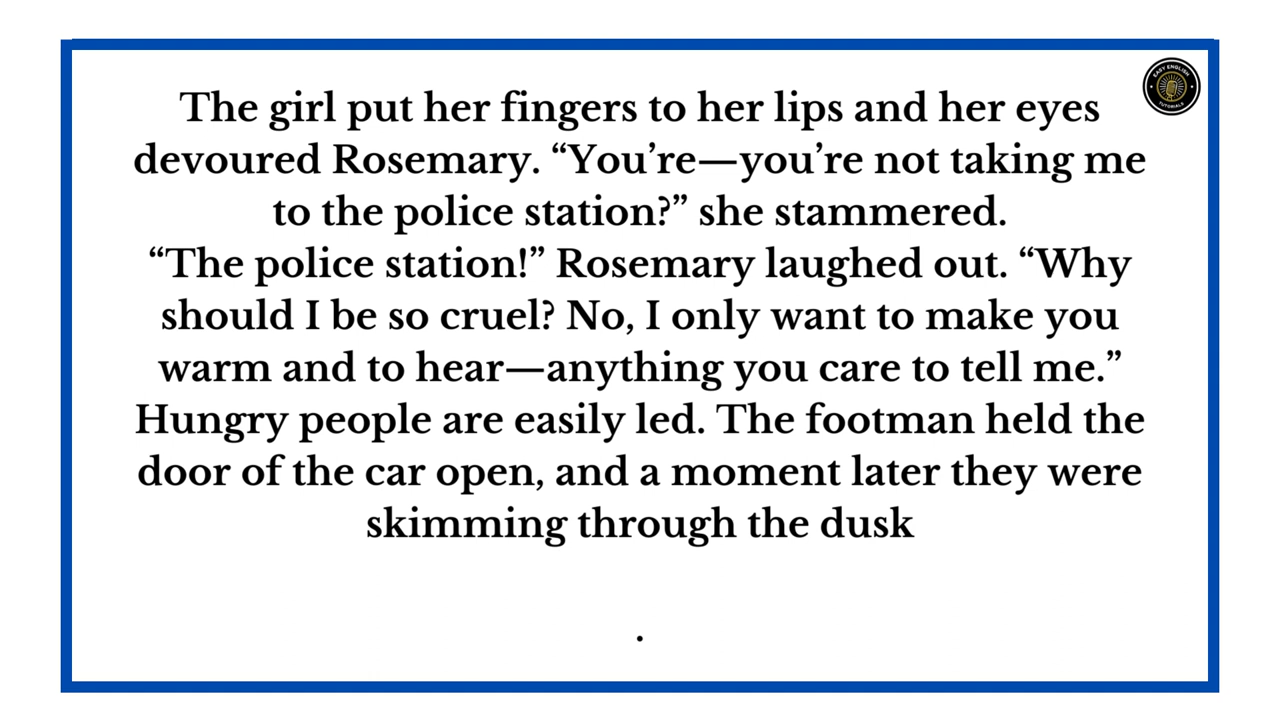 EASY ENGLISH
TUTORIALS
The girl put her fingers to her lips and her eyes
devoured Rosemary. “You’re—you’re not taking me
to the police station?” she stammered.
“The police station!” Rosemary laughed out. “Why
should I be so cruel? No, I only want to make you
warm and to hear—anything you care to tell me.”
Hungry people are easily led. The footman held the
door of the car open, and a moment later they were
skimming through the dusk
.